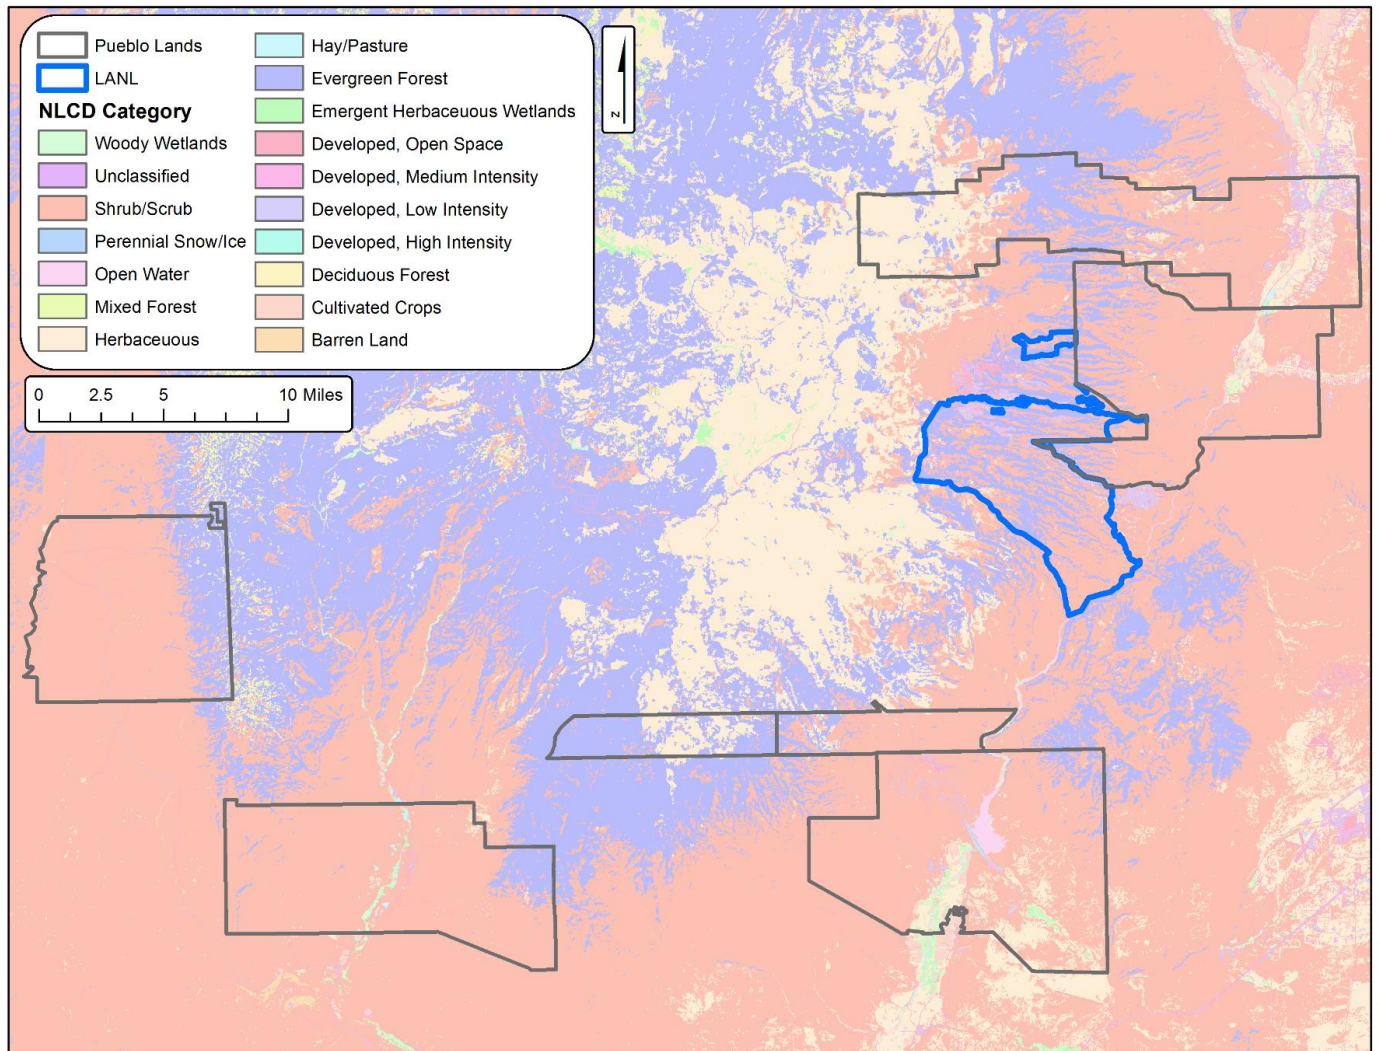 Pueblo Lands
LANL
NLCD Category
Woody Wetlands
Unclassified
Shrub/Scrub
Perennial Snow/Ice
Open Water
Mixed Forest
Herbaceuous
Hay/Pasture
Evergreen Forest
Emergent Herbaceuous Wetlands
Developed, Open Space
Developed, Medium Intensity
Developed, Low Intensity
Developed, High Intensity
Deciduous Forest
Cultivated Crops
Barren Land
z
0 2.5 5 10 Miles